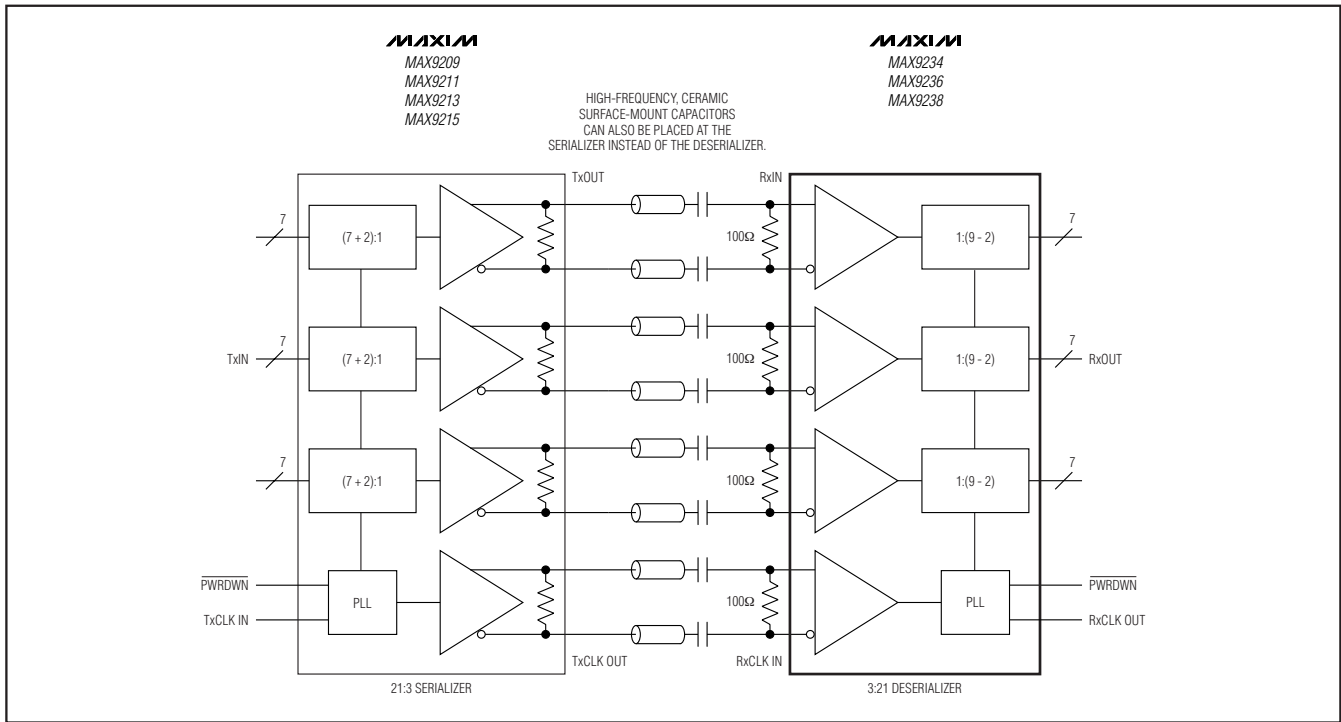 MAXIM
MAX9209
MAX9211
MAX9213
MAX9215
MAXIM
MAX9234
MAX9236
MAX9238
HIGH-FREQUENCY, CERAMIC
SURFACE-MOUNT CAPACITORS
CAN ALSO BE PLACED AT THE
SERIALIZER INSTEAD OF THE DESERIALIZER.
TxOUT
RxIN
7
(7 + 2):1
100Ω
1:(9 - 2)
7
TxIN
7
(7 + 2):1
100Ω
1:(9 - 2)
7
RxOUT
7
(7 + 2):1
100Ω
1:(9 - 2)
7
PWRDWN
TxCLK IN
PLL
100Ω
PLL
PWRDWN
RxCLK OUT
TxCLK OUT
RxCLK IN
21:3 SERIALIZER
3:21 DESERIALIZER